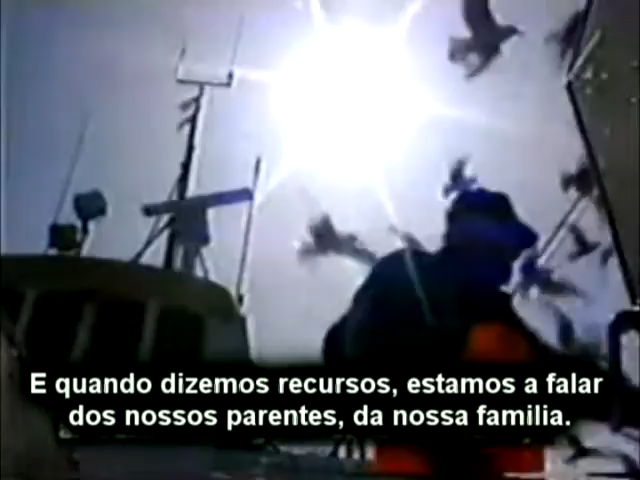 E quando dizemos recursos, estamos a falar
dos nossos parentes, da nossa familia.